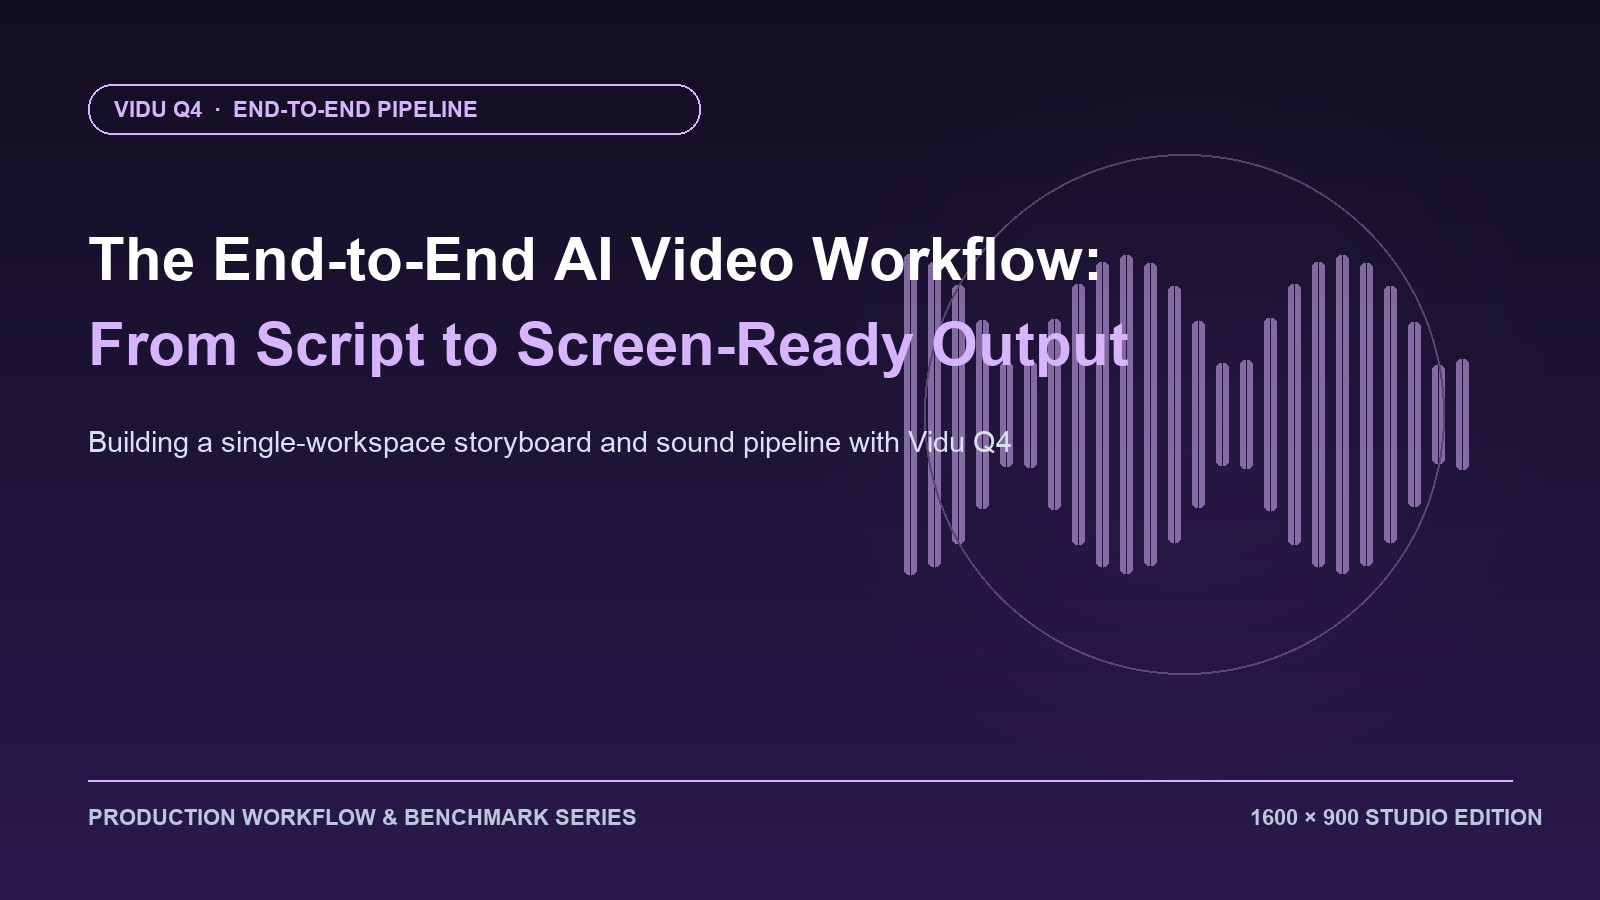 VIDU Q4 · END-TO-END PIPELINE
The End-to-End AI Video Workflow:
From Script to Screen-Ready Output
Building a single-workspace storyboard and sound pipeline with Vidu Q4
PRODUCTION WORKFLOW & BENCHMARK SERIES
1600 × 900 STUDIO EDITION